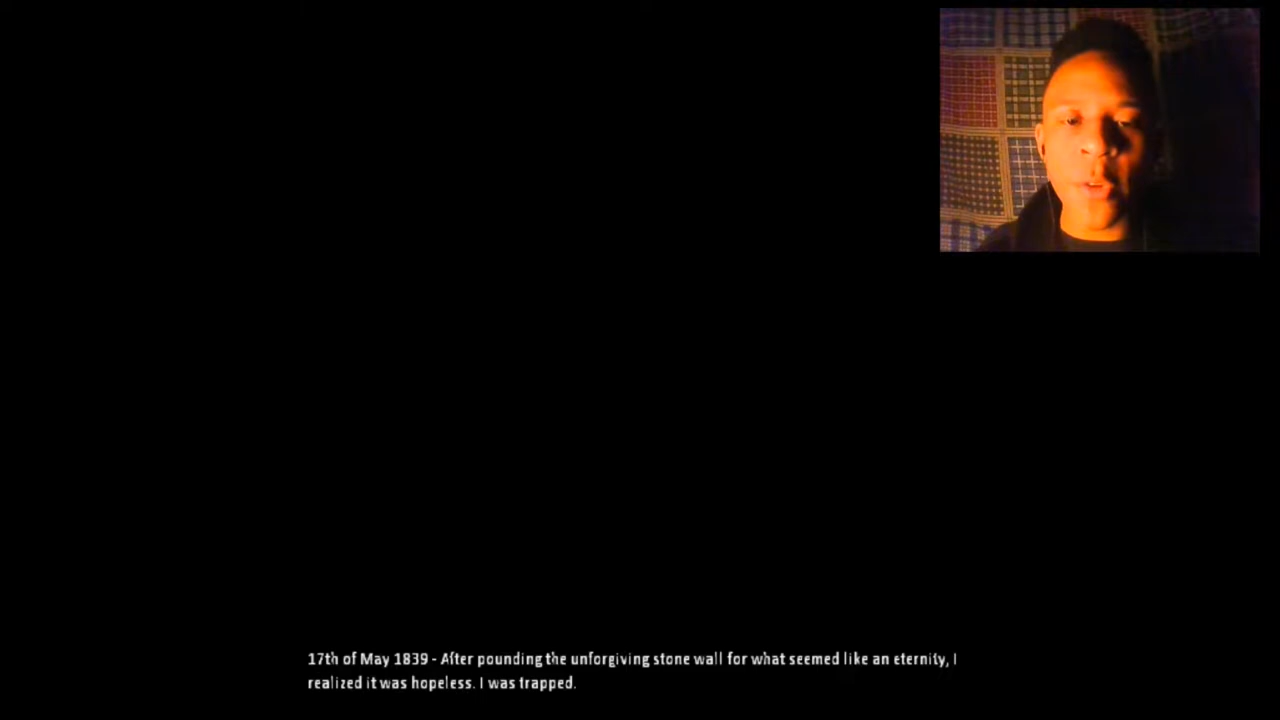 17th of May 1839 - After pounding the unforgiving stone wall for what seemed like an eternity, I
realized it was hopeless. I was trapped.